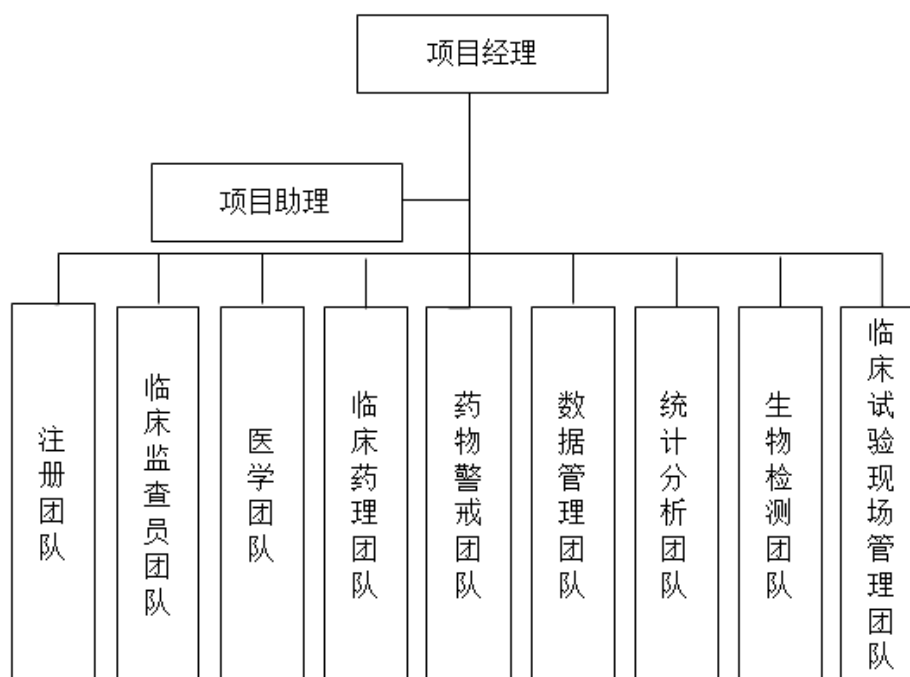 项目经理
项目助理
注册团队
临床监查员团队
医学团队
临床药理团队
药物警戒团队
数据管理团队
统计分析团队
生物检测团队
临床试验现场管理团队